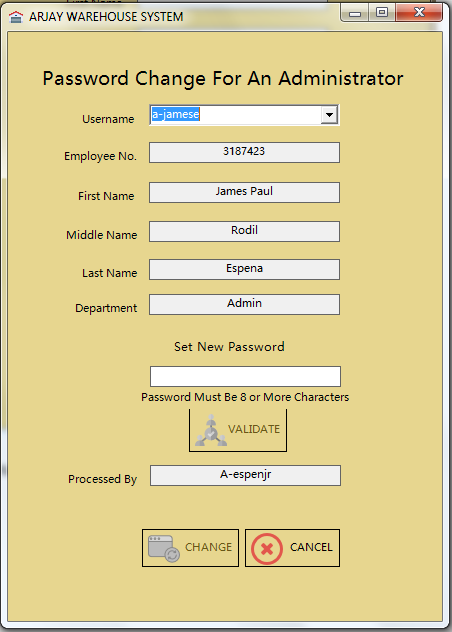 ARJAY WAREHOUSE SYSTEM
Password Change For An Administrator
Username a-jamese
Employee No. 3187423
First Name James Paul
Middle Name Rodil
Last Name Espena
Department Admin
Set New Password
Password Must Be 8 or More Characters
VALIDATE
Processed By A-espenjr
CHANGE CANCEL